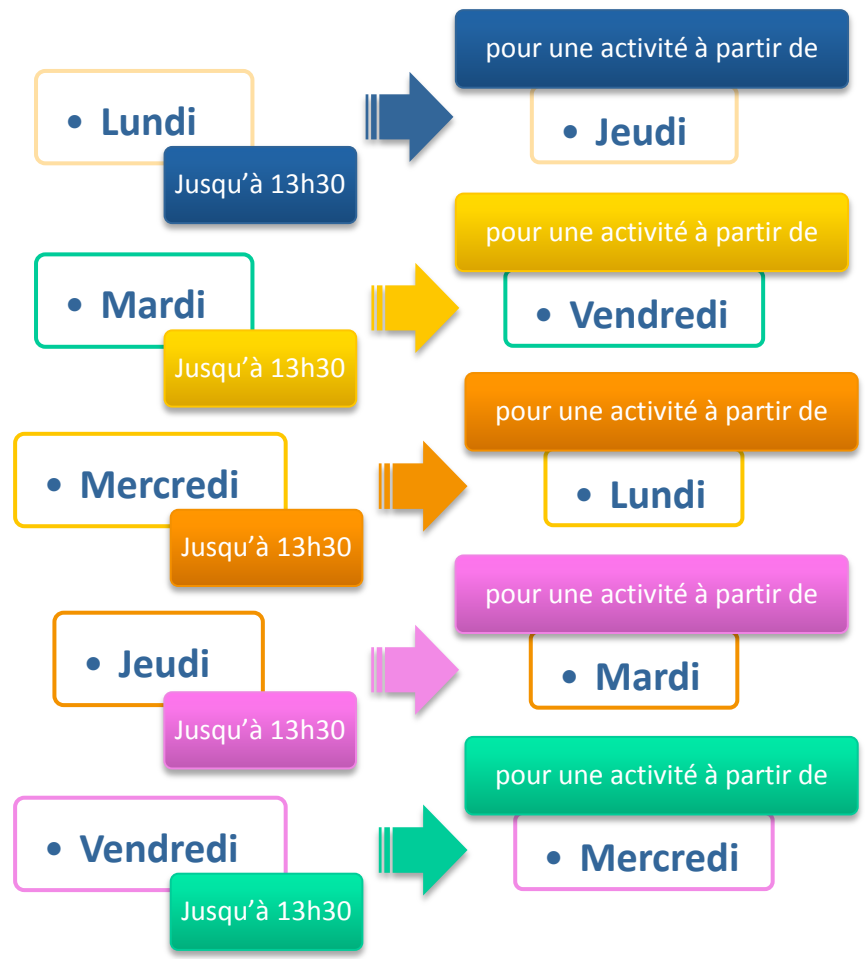 • Lundi
Jusqu'à 13h30
pour une activité à partir de
• Jeudi
• Mardi
Jusqu'à 13h30
pour une activité à partir de
• Vendredi
• Mercredi
Jusqu'à 13h30
pour une activité à partir de
• Lundi
• Jeudi
Jusqu'à 13h30
pour une activité à partir de
• Mardi
• Vendredi
Jusqu'à 13h30
pour une activité à partir de
• Mercredi